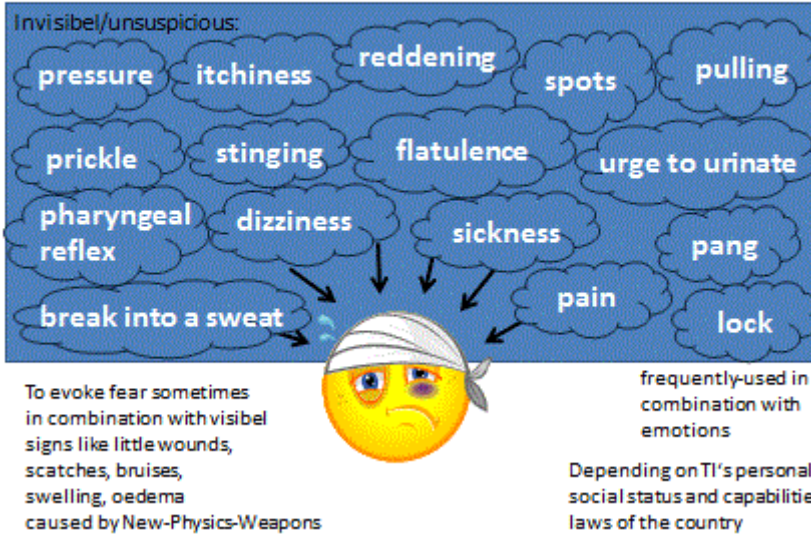 Invisibel/unsuspicious:
pressure
itchiness
reddening
spots
pulling
prickle
stinging
flatulence
urge to urinate
pharyngeal
reflex
dizziness
sickness
pang
break into a sweat
pain
lock
To evoke fear sometimes
in combination with visibel
signs like little wounds,
scatches, bruises,
swelling, oedema
caused by New-Physics-Weapons
frequently-used in
combination with
emotions
Depending on TI's personal
social status and capabilitie
laws of the country